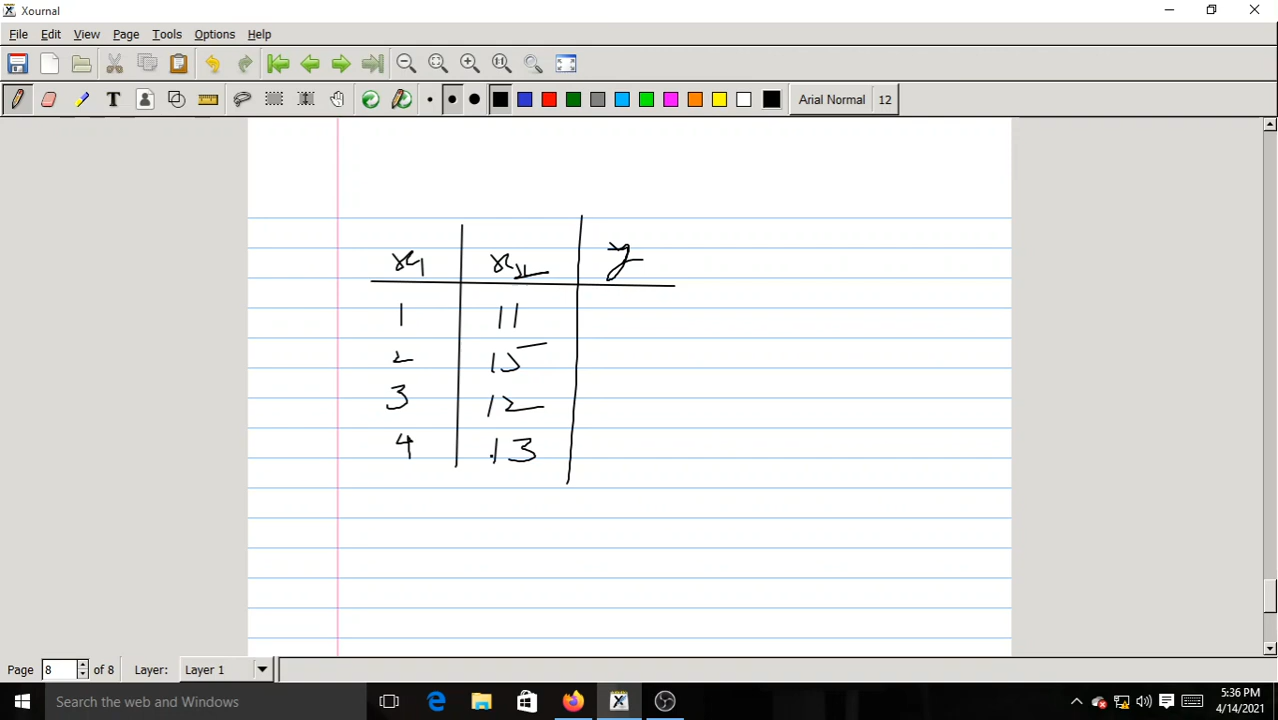 Xournal
File Edit View Page Tools Options Help
Arial Normal 12
x1 x2 y
1 11
2 15
3 12
4 13
Page 8 of 8 Layer: Layer 1
Search the web and Windows
5:36 PM
4/14/2021